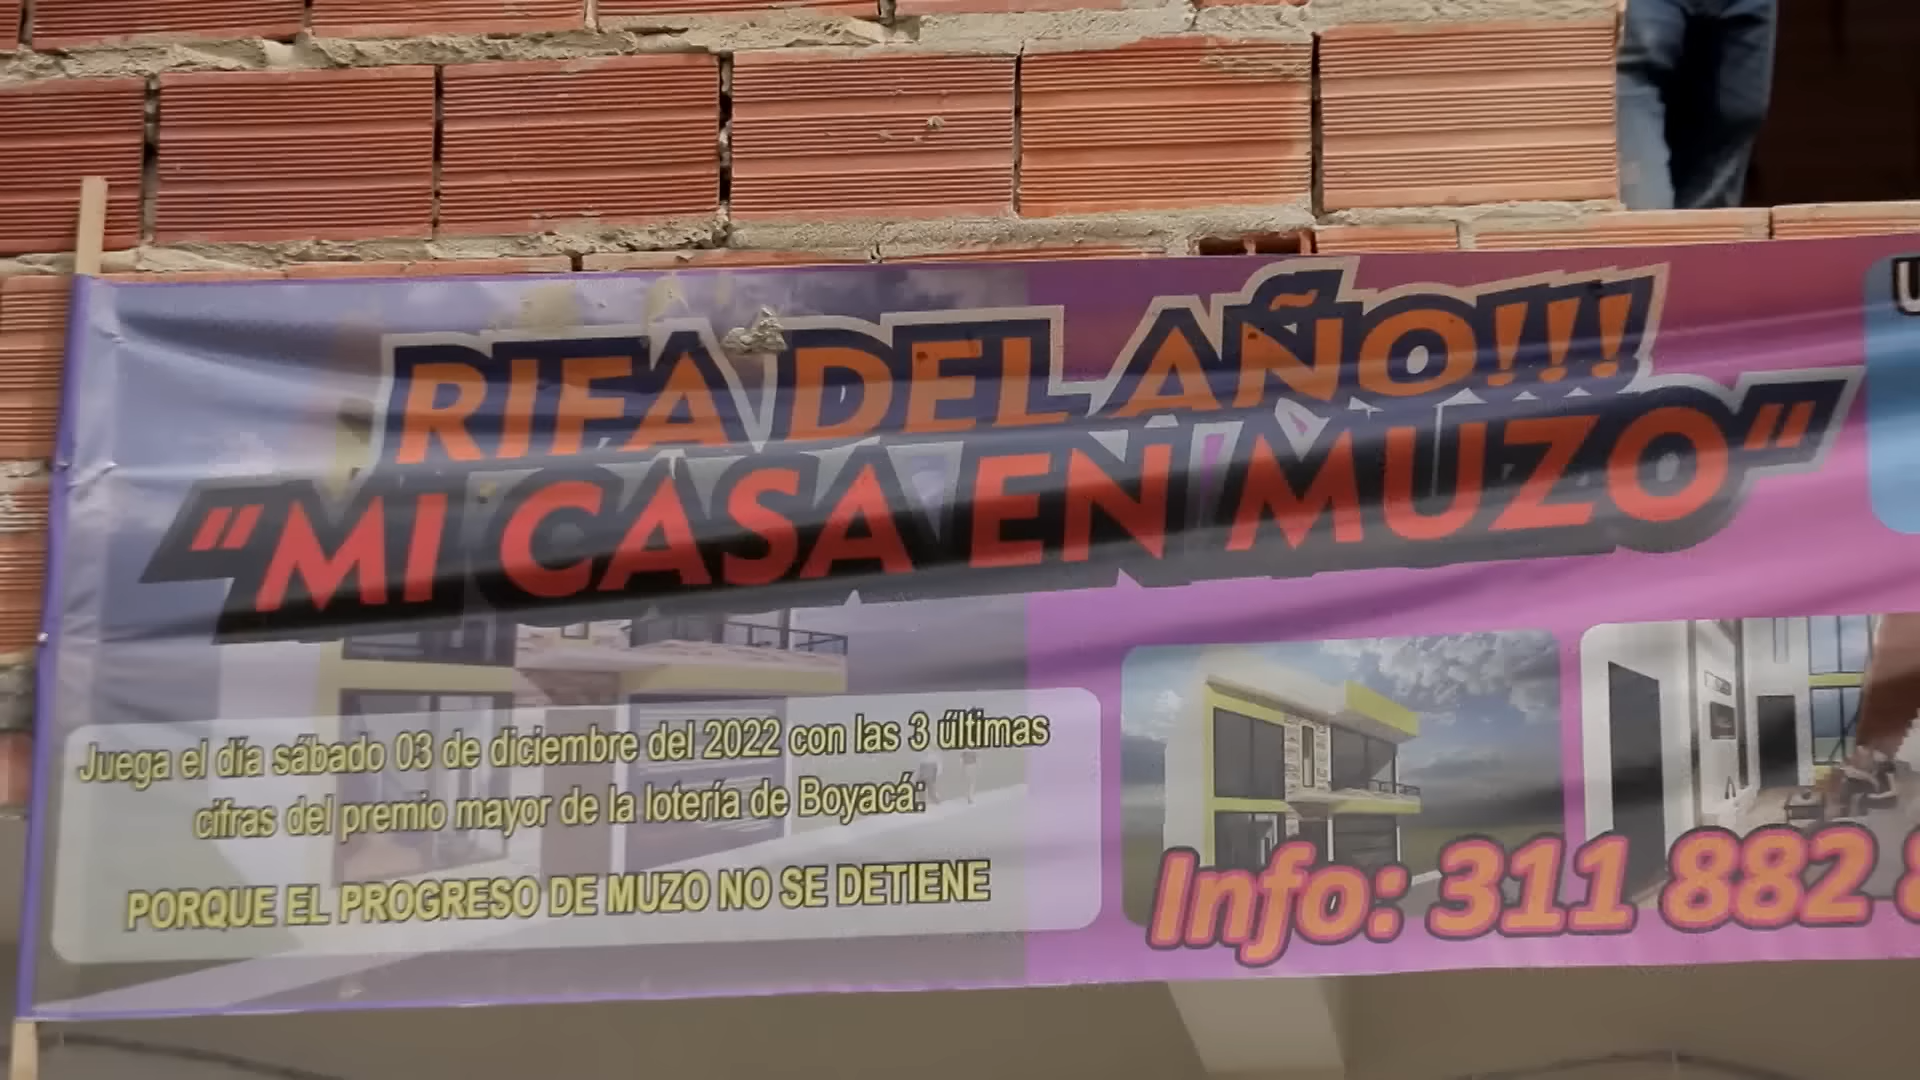 RIFA DEL AÑO!!!
"MI CASA EN MUZO"
Juega el día sábado 03 de diciembre del 2022 con las 3 últimas
cifras del premio mayor de la lotería de Boyacá:
PORQUE EL PROGRESO DE MUZO NO SE DETIENE
Info: 311 882